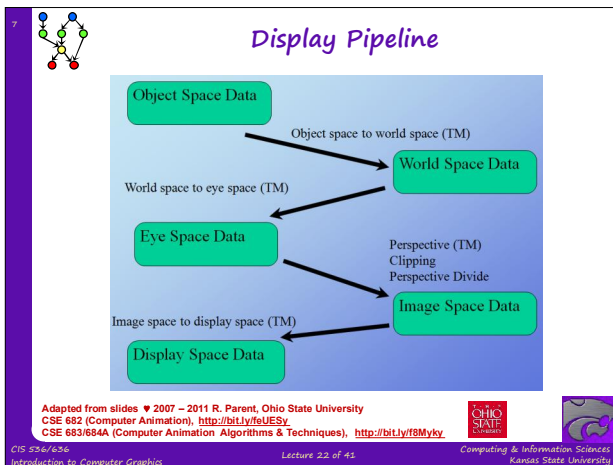 7
Display Pipeline
Object Space Data
Object space to world space (TM)
World Space Data
World space to eye space (TM)
Eye Space Data
Perspective (TM)
Clipping
Perspective Divide
Image Space Data
Image space to display space (TM)
Display Space Data
Adapted from slides ♥ 2007 – 2011 R. Parent, Ohio State University
CSE 682 (Computer Animation), http://bit.ly/feUESy
CSE 683/684A (Computer Animation Algorithms & Techniques), http://bit.ly/f8Myky
T · H · E
OHIO
STATE
UNIVERSITY
CIS 536/636
Introduction to Computer Graphics
Lecture 22 of 41
Computing & Information Sciences
Kansas State University